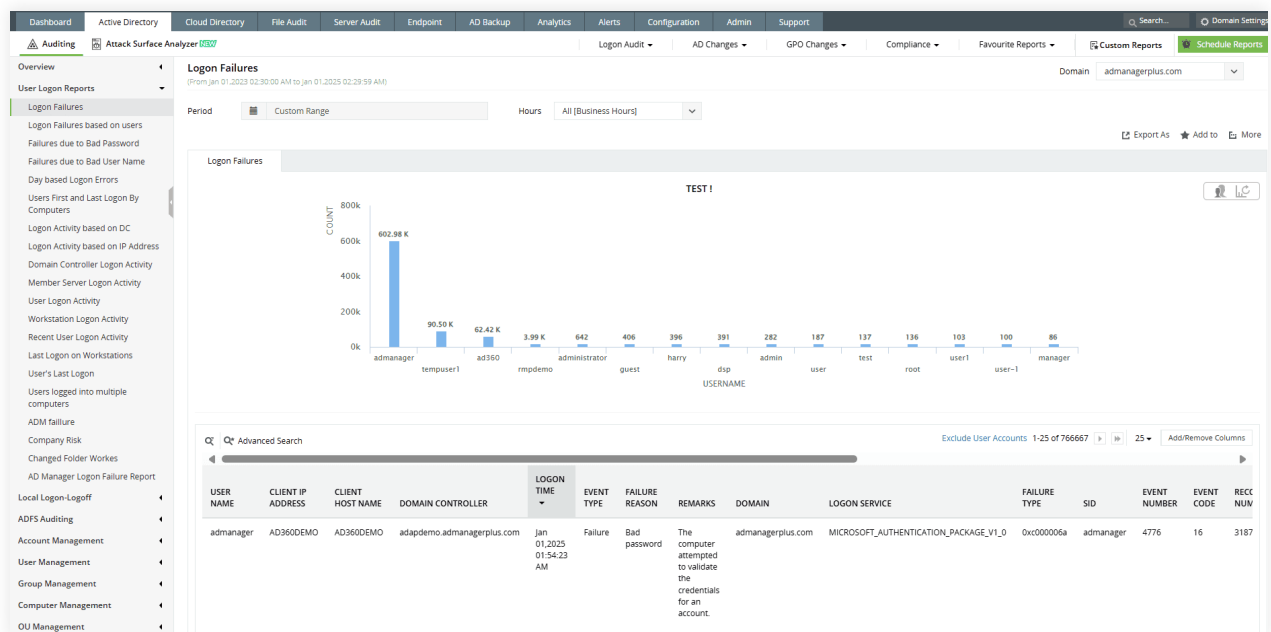 Dashboard Active Directory Cloud Directory File Audit Server Audit Endpoint AD Backup Analytics Alerts Configuration Admin Support Search... Domain Settings
Auditing Attack Surface Analyzer NEW Logon Audit AD Changes GPO Changes Compliance Favourite Reports Custom Reports Schedule Reports
Overview
User Logon Reports
Logon Failures
Logon Failures based on users
Failures due to Bad Password
Failures due to Bad User Name
Day based Logon Errors
Users First and Last Logon By
Computers
Logon Activity based on DC
Logon Activity based on IP Address
Domain Controller Logon Activity
Member Server Logon Activity
User Logon Activity
Workstation Logon Activity
Recent User Logon Activity
Last Logon on Workstations
User's Last Logon
Users logged into multiple
computers
ADM faillure
Company Risk
Changed Folder Workes
AD Manager Logon Failure Report
Local Logon-Logoff
ADFS Auditing
Account Management
User Management
Group Management
Computer Management
OU Management
Logon Failures
(From Jan 01,2023 02:30:00 AM to Jan 01,2025 02:29:59 AM)
Domain admanagerplus.com
Period Custom Range Hours All [Business Hours]
Export As Add to More
Logon Failures
TEST !
COUNT
800k
600k
400k
200k
0k
602.98 K 90.50 K 62.42 K 3.99 K 642 406 396 391 282 187 137 136 103 100 86
admanager ad360 administrator harry admin test user1 manager
tempuser1 rmpdemo guest dsp user root user-1
USERNAME
Advanced Search Exclude User Accounts 1-25 of 766667 25 Add/Remove Columns
USER NAME CLIENT IP ADDRESS CLIENT HOST NAME DOMAIN CONTROLLER LOGON TIME EVENT TYPE FAILURE REASON REMARKS DOMAIN LOGON SERVICE FAILURE TYPE SID EVENT NUMBER EVENT CODE RECC NUM
admanager AD360DEMO AD360DEMO adapdemo.admanagerplus.com Jan Failure Bad The admanagerplus.com MICROSOFT_AUTHENTICATION_PACKAGE_V1_0 0xc000006a admanager 4776 16 3187
01,2025 password computer
01:54:23 attempted
AM to validate
the
credentials
for an
account.